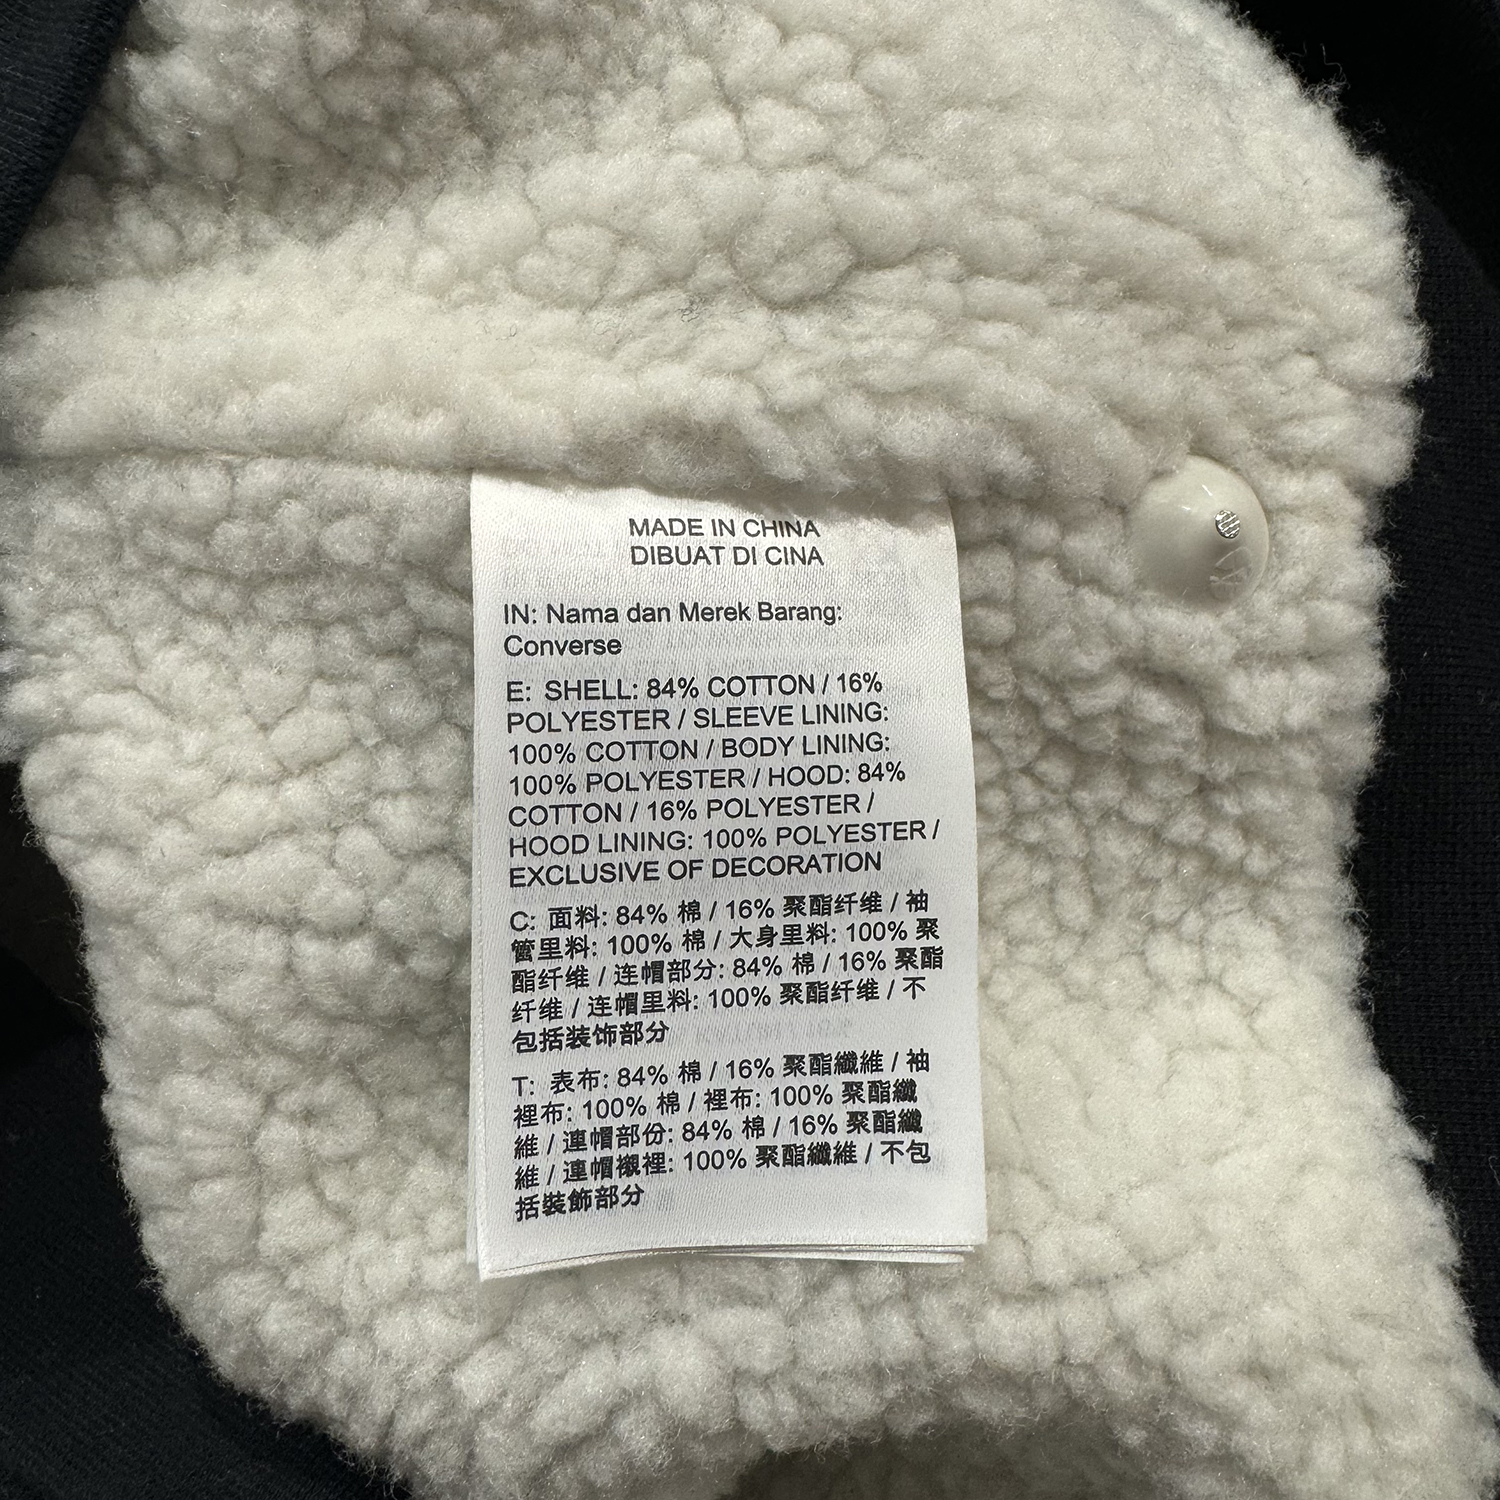 MADE IN CHINA
DIBUAT DI CINA
IN: Nama dan Merek Barang:
Converse
E: SHELL: 84% COTTON / 16%
POLYESTER / SLEEVE LINING:
100% COTTON / BODY LINING:
100% POLYESTER / HOOD: 84%
COTTON / 16% POLYESTER /
HOOD LINING: 100% POLYESTER /
EXCLUSIVE OF DECORATION
C: 面料: 84% 棉 / 16% 聚酯纤维 / 袖
管里料: 100% 棉 / 大身里料: 100% 聚
酯纤维 / 连帽部分: 84% 棉 / 16% 聚酯
纤维 / 连帽里料: 100% 聚酯纤维 / 不
包括装饰部分
T: 表布: 84% 棉 / 16% 聚酯纖維 / 袖
裡布: 100% 棉 / 裡布: 100% 聚酯纖
維 / 連帽部份: 84% 棉 / 16% 聚酯纖
維 / 連帽襯裡: 100% 聚酯纖維 / 不包
括裝飾部分